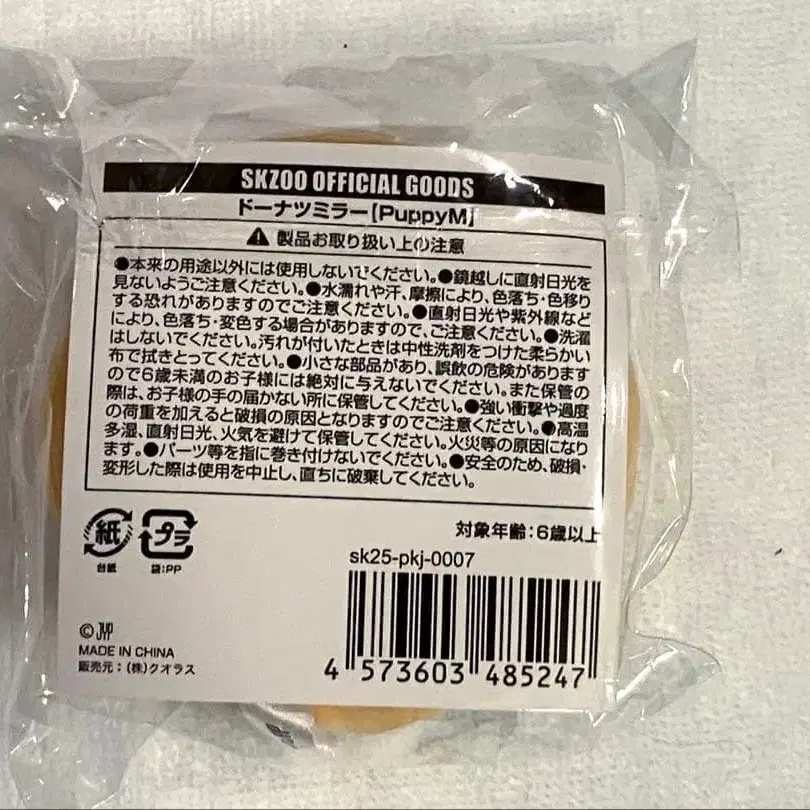 SKZOO OFFICIAL GOODS
ドーナツミラー[PuppyM]
製品お取り扱い上の注意
●本来の用途以外には使用しないでください。●鏡越しに直射日光を
見ないようご注意ください。●水濡れや汗、摩擦により、色落ち・色移り
する恐れがありますのでご注意ください。●直射日光や紫外線など
により、色落ち・変色する場合がありますので、ご注意ください。●洗濯
はしないでください。汚れが付いたときは中性洗剤をつけた柔らかい
布で拭きとってください。●小さな部品があり、誤飲の危険があります
ので6歳未満のお子様には絶対に与えないでください。また保管の
際は、お子様の手の届かない所に保管してください。●強い衝撃や過度
の荷重を加えると破損の原因となりますのでご注意ください。●高温
多湿、直射日光、火気を避けて保管してください。火災等の原因になり
ます。●パーツ等を指に巻き付けないでください。●安全のため、破損・
変形した際は使用を中止し、直ちに破棄してください。
対象年齢:6歳以上
紙
プラ
台紙
袋:PP
sk25-pkj-0007
©JYP
MADE IN CHINA
販売元:(株)クオラス
4 573603 485247